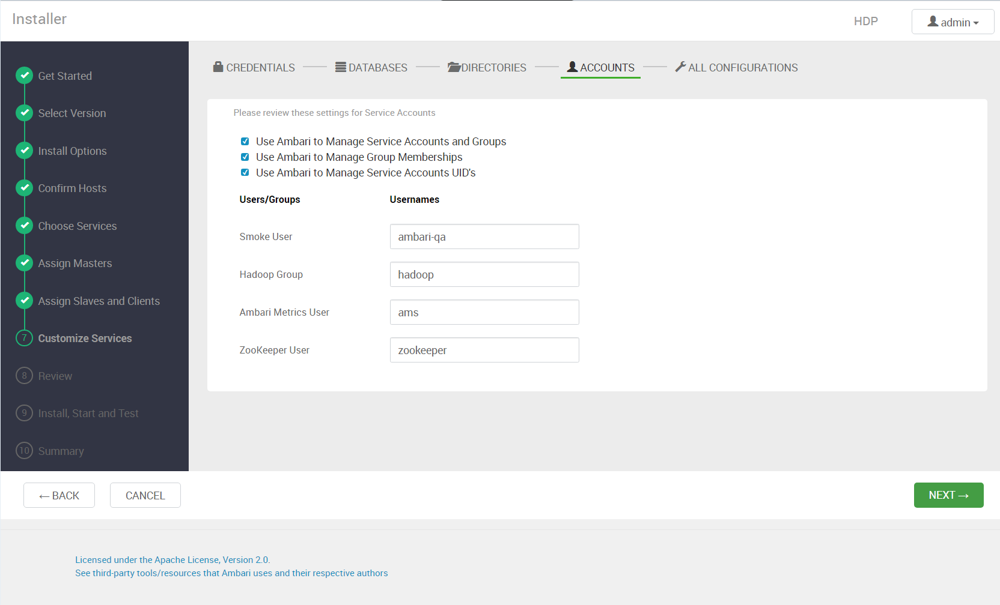 Installer
HDP
admin
Get Started
Select Version
Install Options
Confirm Hosts
Choose Services
Assign Masters
Assign Slaves and Clients
7 Customize Services
8 Review
9 Install, Start and Test
10 Summary
CREDENTIALS
DATABASES
DIRECTORIES
ACCOUNTS
ALL CONFIGURATIONS
Please review these settings for Service Accounts
Use Ambari to Manage Service Accounts and Groups
Use Ambari to Manage Group Memberships
Use Ambari to Manage Service Accounts UID's
Users/Groups Usernames
Smoke User ambari-qa
Hadoop Group hadoop
Ambari Metrics User ams
ZooKeeper User zookeeper
← BACK
CANCEL
NEXT →
Licensed under the Apache License, Version 2.0.
See third-party tools/resources that Ambari uses and their respective authors